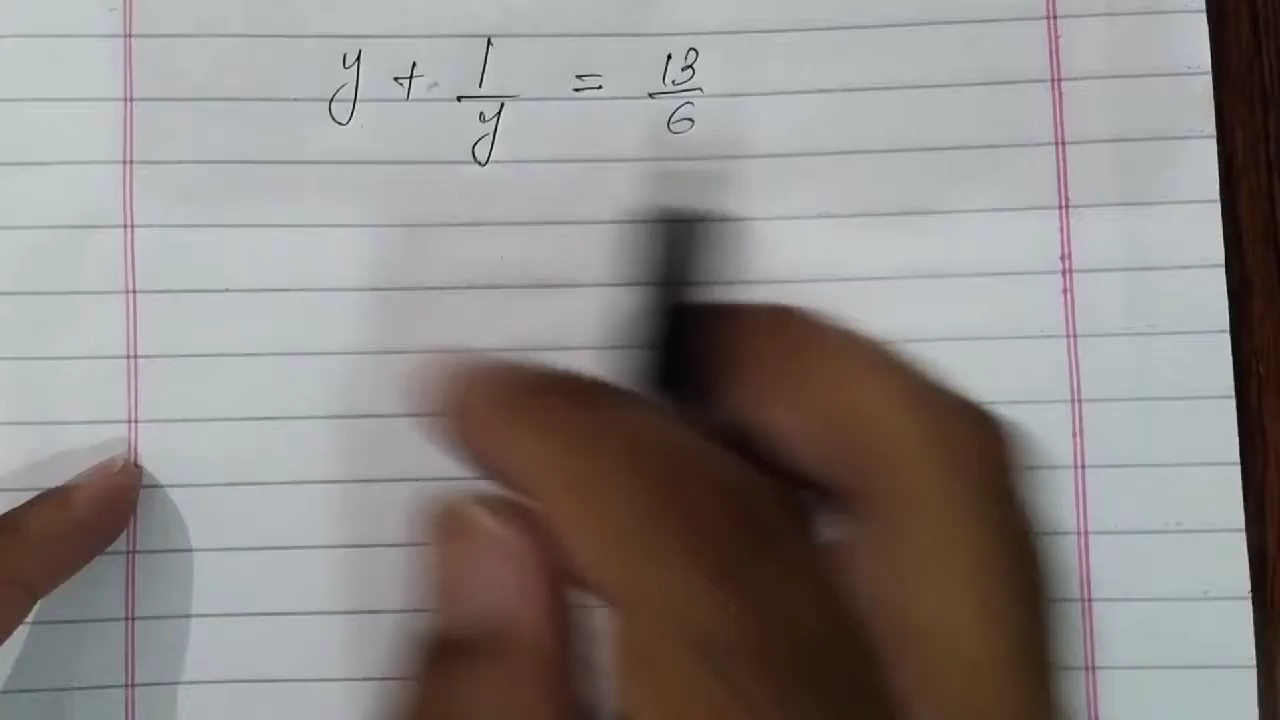 y + 1/y = 13/6